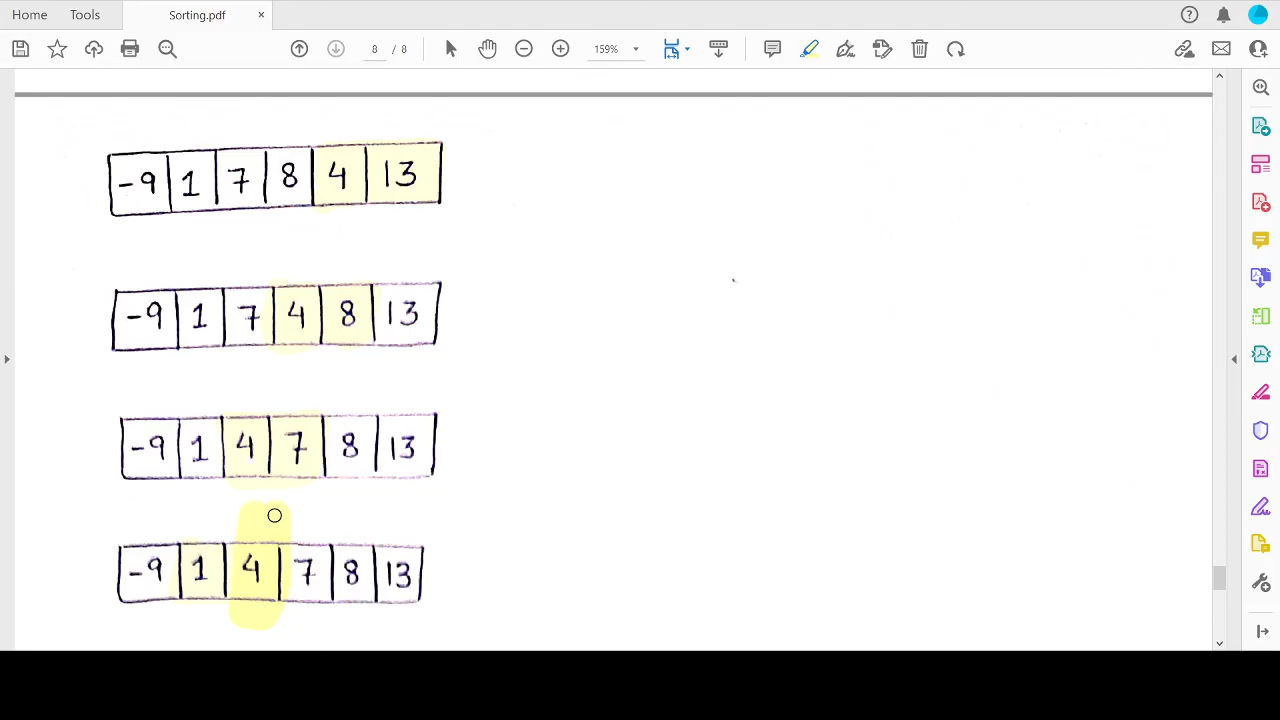 Home Tools Sorting.pdf ×
8 / 8 159%
-9 1 7 8 4 13
-9 1 7 4 8 13
-9 1 4 7 8 13
-9 1 4 7 8 13